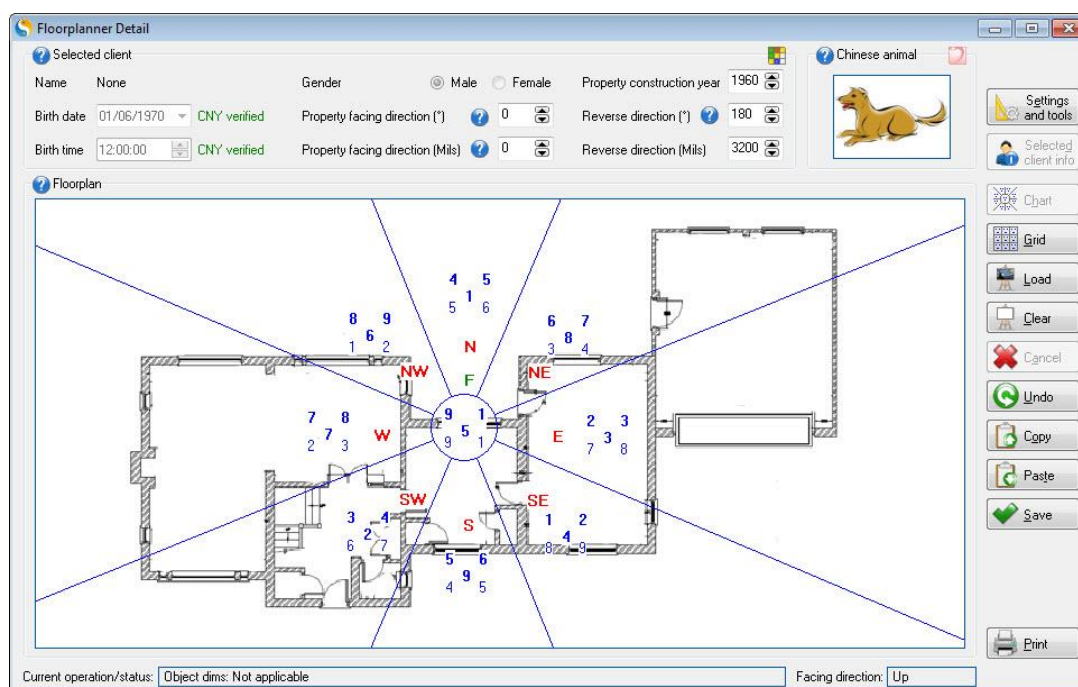 Floorplanner Detail
Selected client
Chinese animal
Name None Gender Male Female Property construction year 1960
Birth date 01/06/1970 CNY verified Property facing direction (°) 0 Reverse direction (°) 180
Birth time 12:00:00 CNY verified Property facing direction (Mils) 0 Reverse direction (Mils) 3200
Settings and tools
Selected client info
Chart
Grid
Load
Clear
Cancel
Undo
Copy
Paste
Save
Print
Floorplan
4 5
1
5 6
N
F
8 9
6
1 2
NW
6 7
8
3 4
NE
7 8
7
2 3
W
9 1
5
9 1
E
2 3
3
7 8
SW
3 4
2
6 7
S
5 6
9
4 5
SE
1 2
4
8 9
Current operation/status: Object dims: Not applicable Facing direction: Up